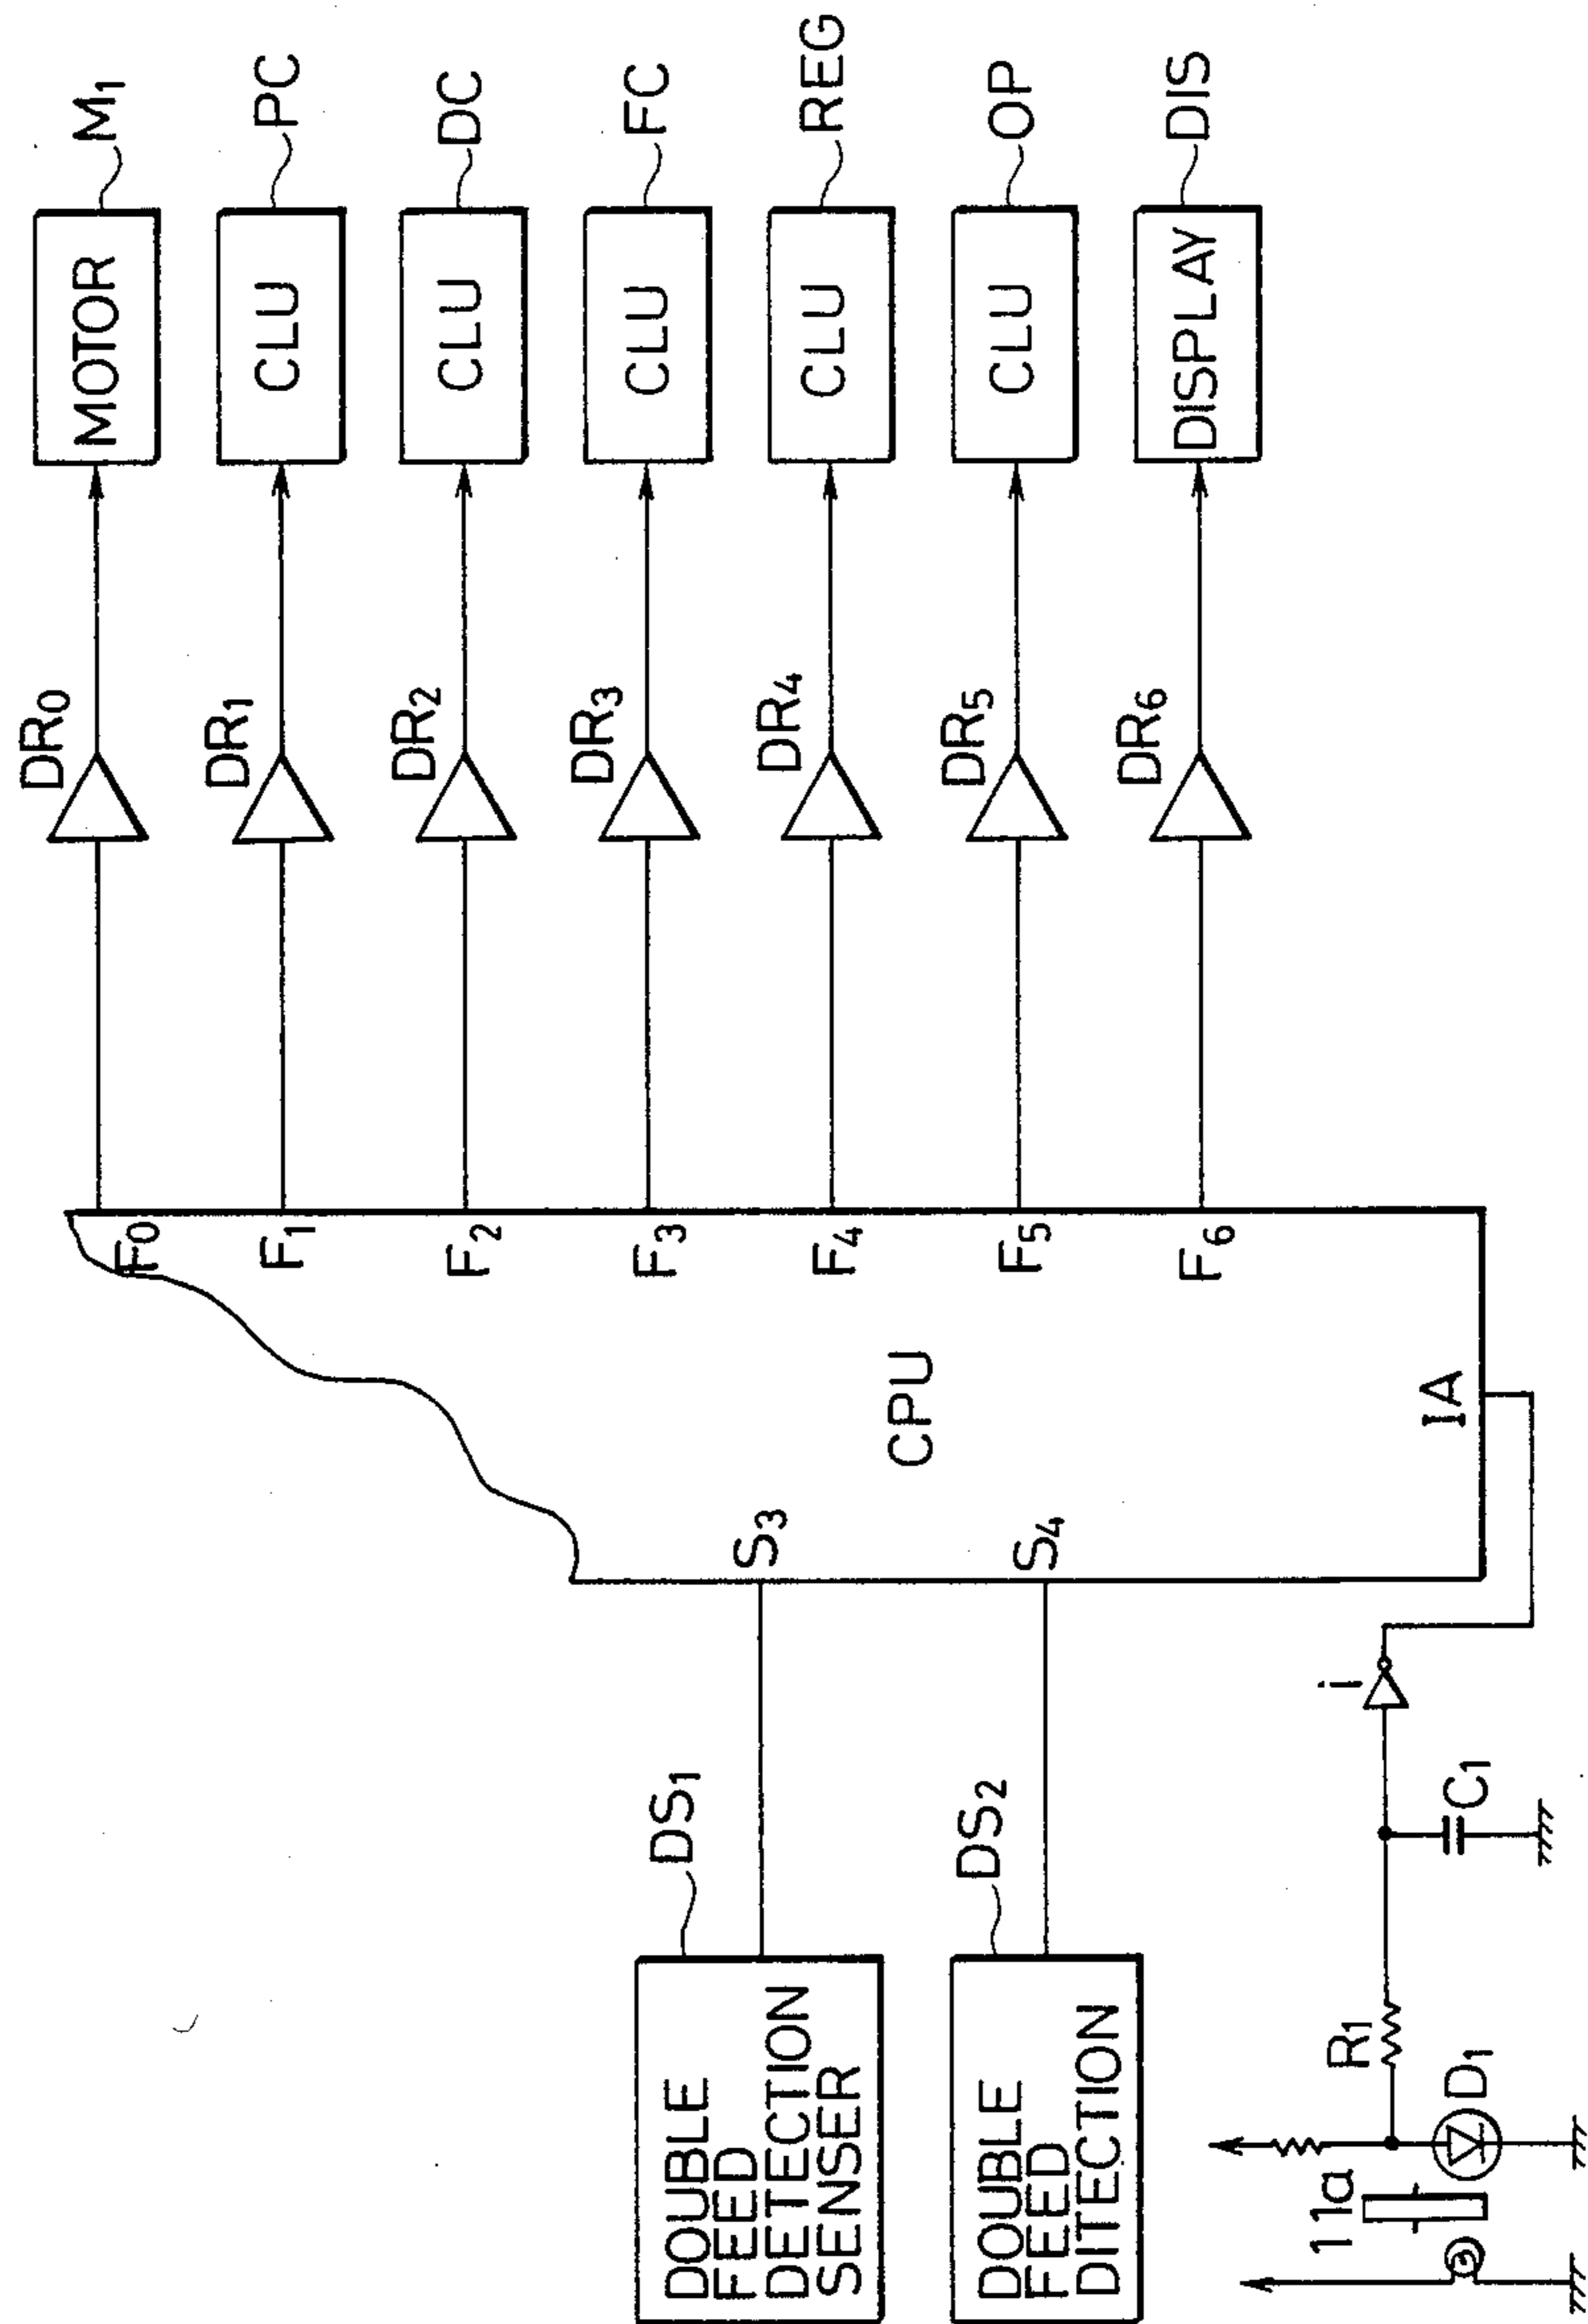 DOUBLE
FEED
DETECTION
SENSER
DS1
DOUBLE
FEED
DITECTION
DS2
11a
D1
R1
C1
i
CPU
S3
S4
IA
F0
F1
F2
F3
F4
F5
F6
DR0
DR1
DR2
DR3
DR4
DR5
DR6
MOTOR
M1
CLU
PC
CLU
DC
CLU
FC
CLU
REG
CLU
OP
DISPLAY
DIS